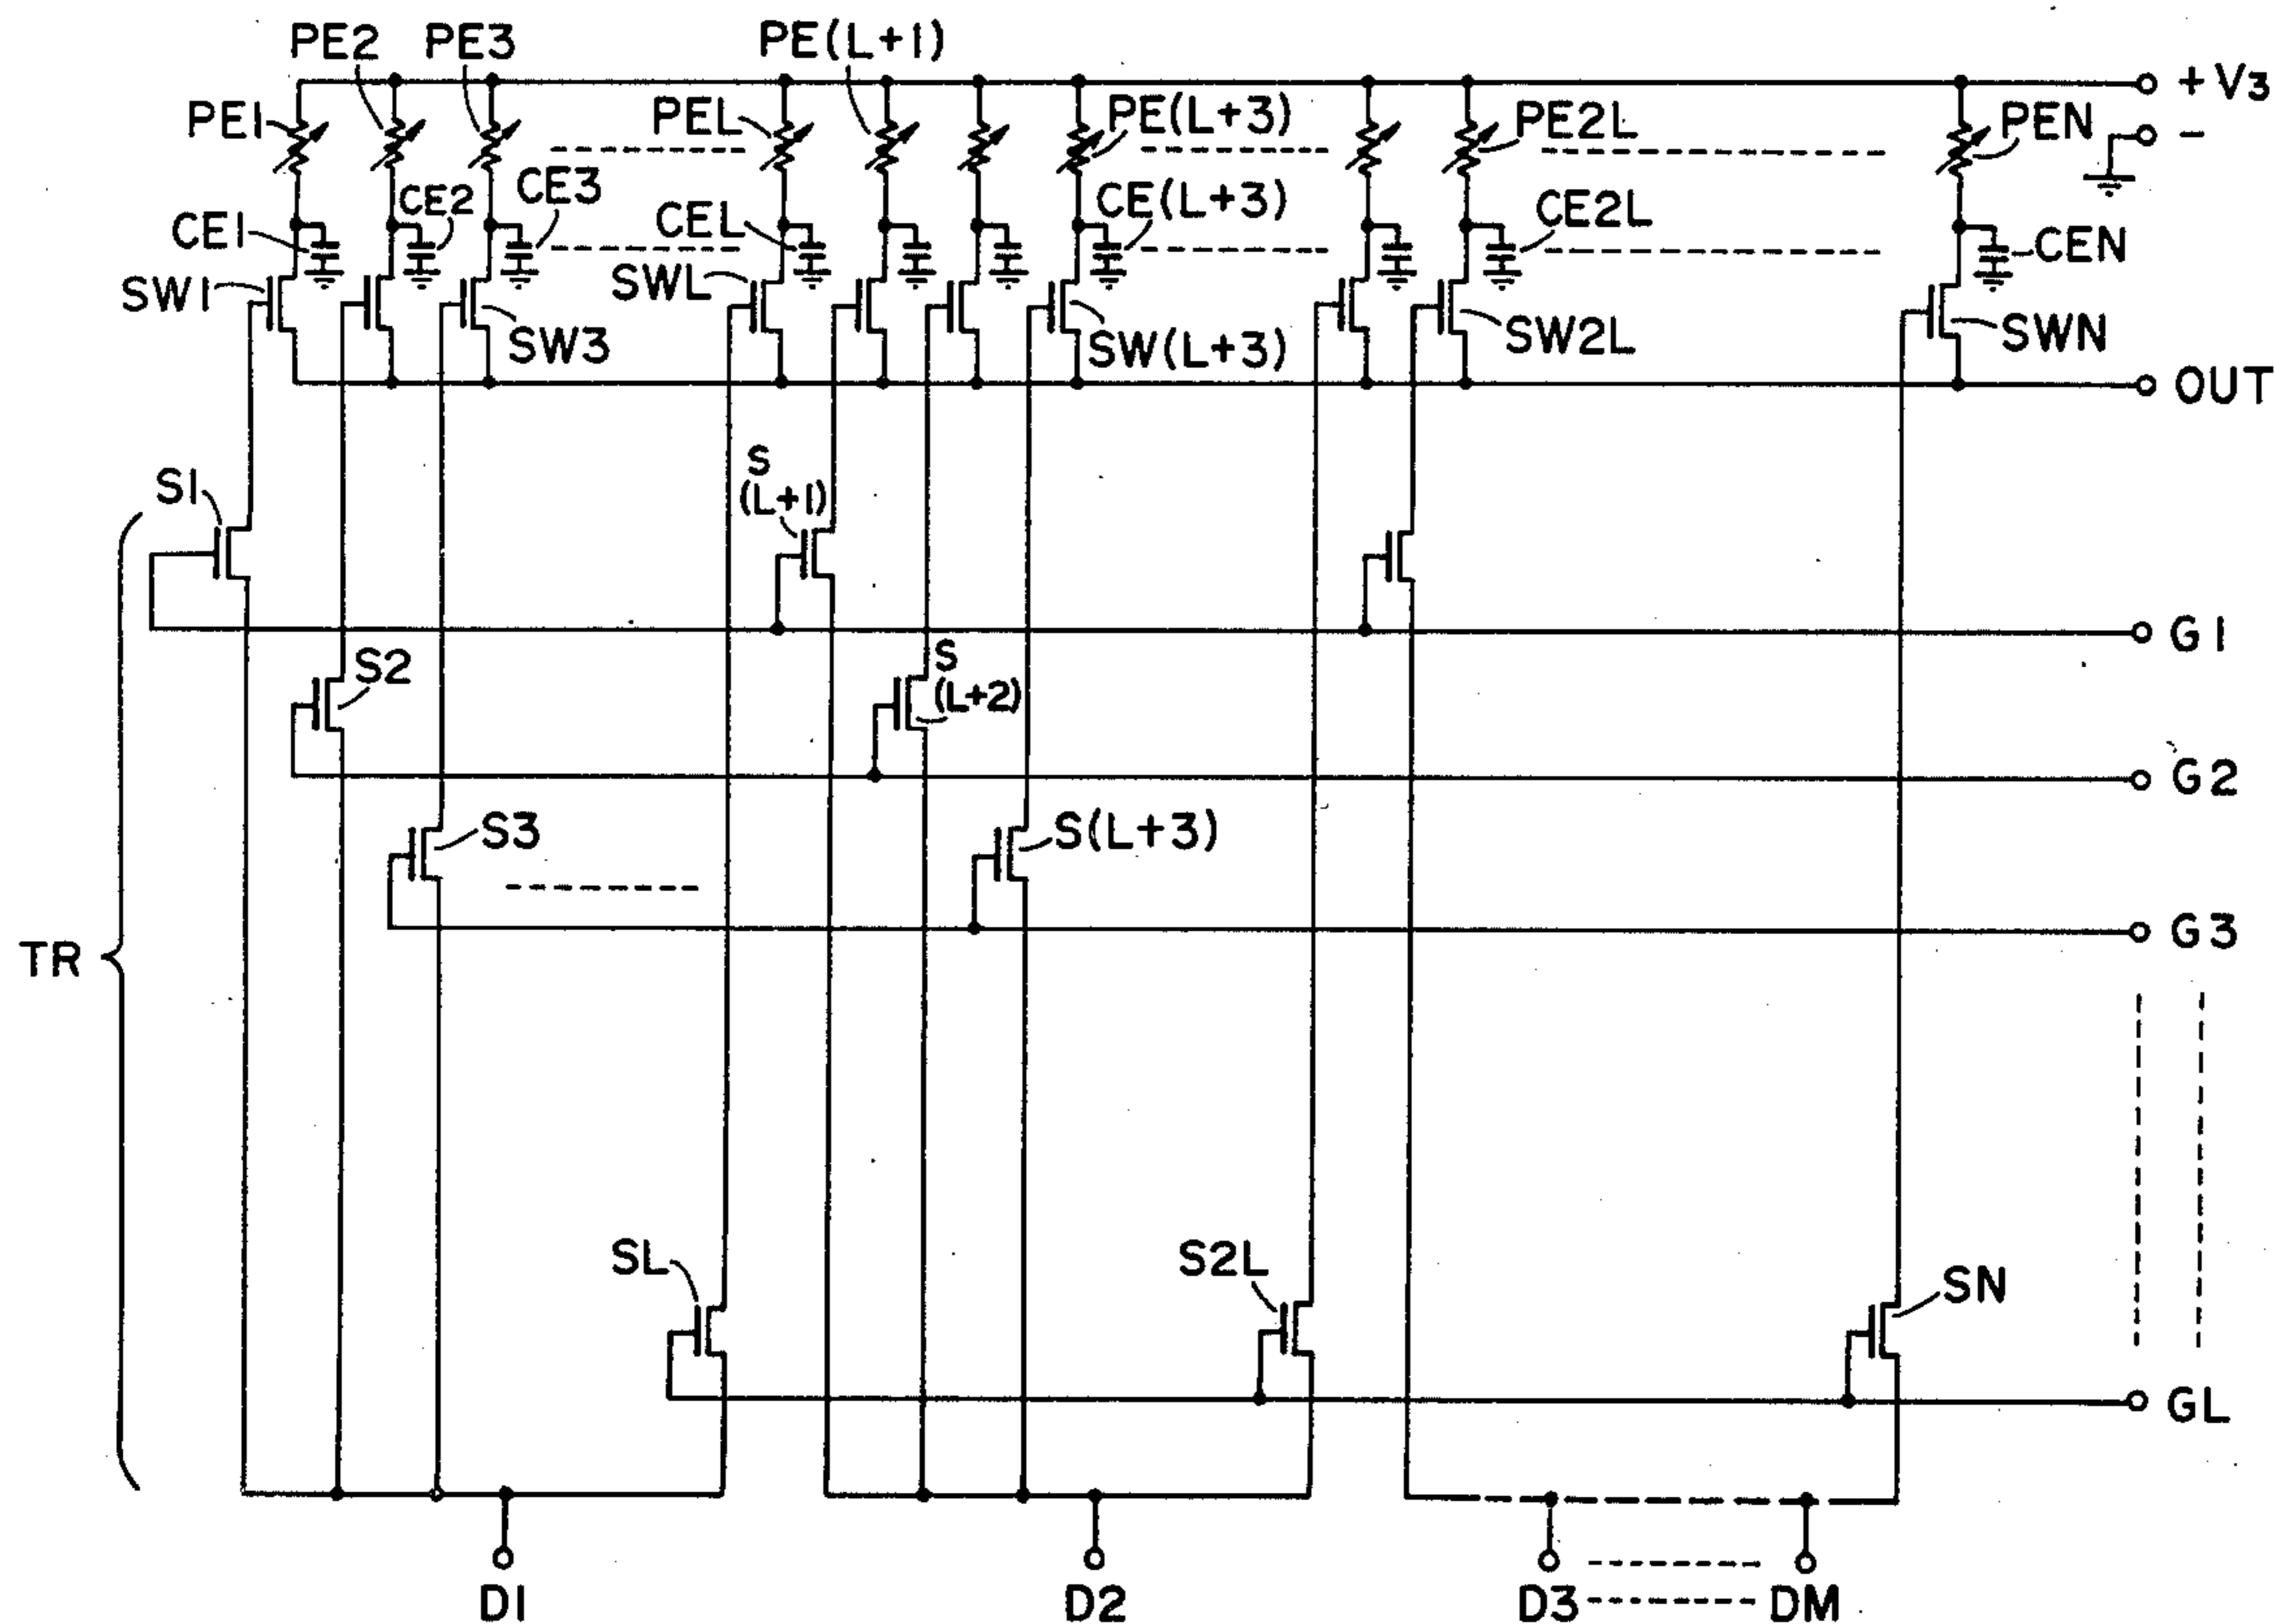 PE2 PE3 PE(L+1)
+V3
PE1 PEL PE(L+3) PE2L PEN
-
CE1 CE2 CE3 CEL CE(L+3) CE2L CEN
SW1 SW3 SWL SW(L+3) SW2L SWN
OUT
S1 S
(L+1)
G1
S2 S
(L+2)
G2
S3 S(L+3)
G3
TR
SL S2L SN
GL
D1 D2 D3 DM